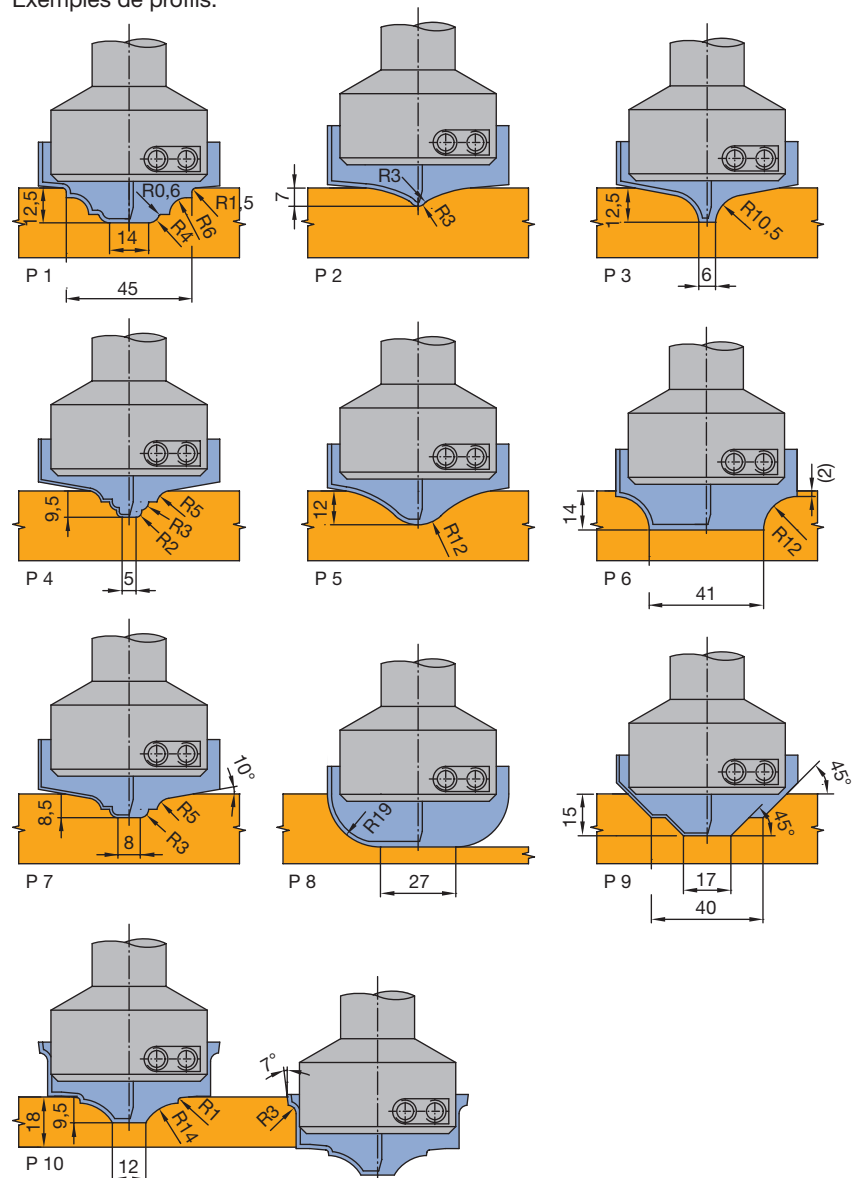 Exemples de profils:
12,5
R0,6
R1,5
R6
R4
14
P 1
45
7
R3
R3
P 2
12,5
R10,5
P 3
6
9,5
R5
R3
R2
P 4
5
12
R12
P 5
14
(2)
R12
P 6
41
10°
8,5
R5
R3
8
P 7
R19
P 8
27
45°
15
45°
P 9
17
40
7°
18
9,5
R1
R14
R3
P 10
12